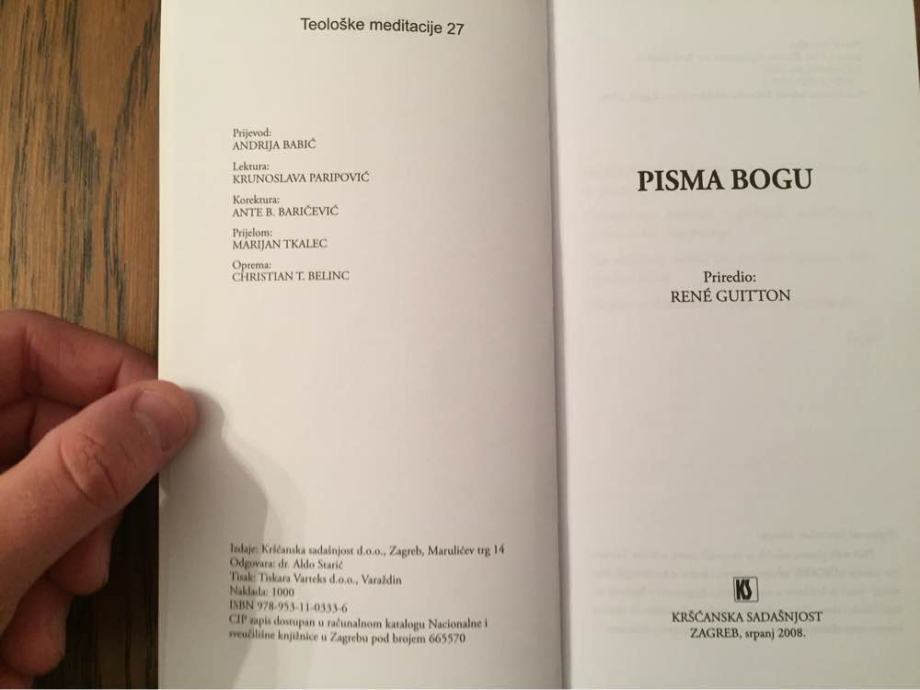 Teološke meditacije 27
Prijevod:
ANDRIJA BABIĆ
Lektura:
KRUNOSLAVA PARIPOVIĆ
Korektura:
ANTE B. BARIČEVIĆ
Prijelom:
MARIJAN TKALEC
Oprema:
CHRISTIAN T. BELINC
Izdaje: Kršćanska sadašnjost d.o.o., Zagreb, Marulićev trg 14
Odgovara: dr. Aldo Starić
Tisak: Tiskara Varteks d.o.o., Varaždin
Naklada: 1000
ISBN 978-953-11-0333-6
CIP zapis dostupan u računalnom katalogu Nacionalne i
sveučilišne knjižnice u Zagrebu pod brojem 665570
PISMA BOGU
Priredio:
RENÉ GUITTON
KS
KRŠĆANSKA SADAŠNJOST
ZAGREB, srpanj 2008.